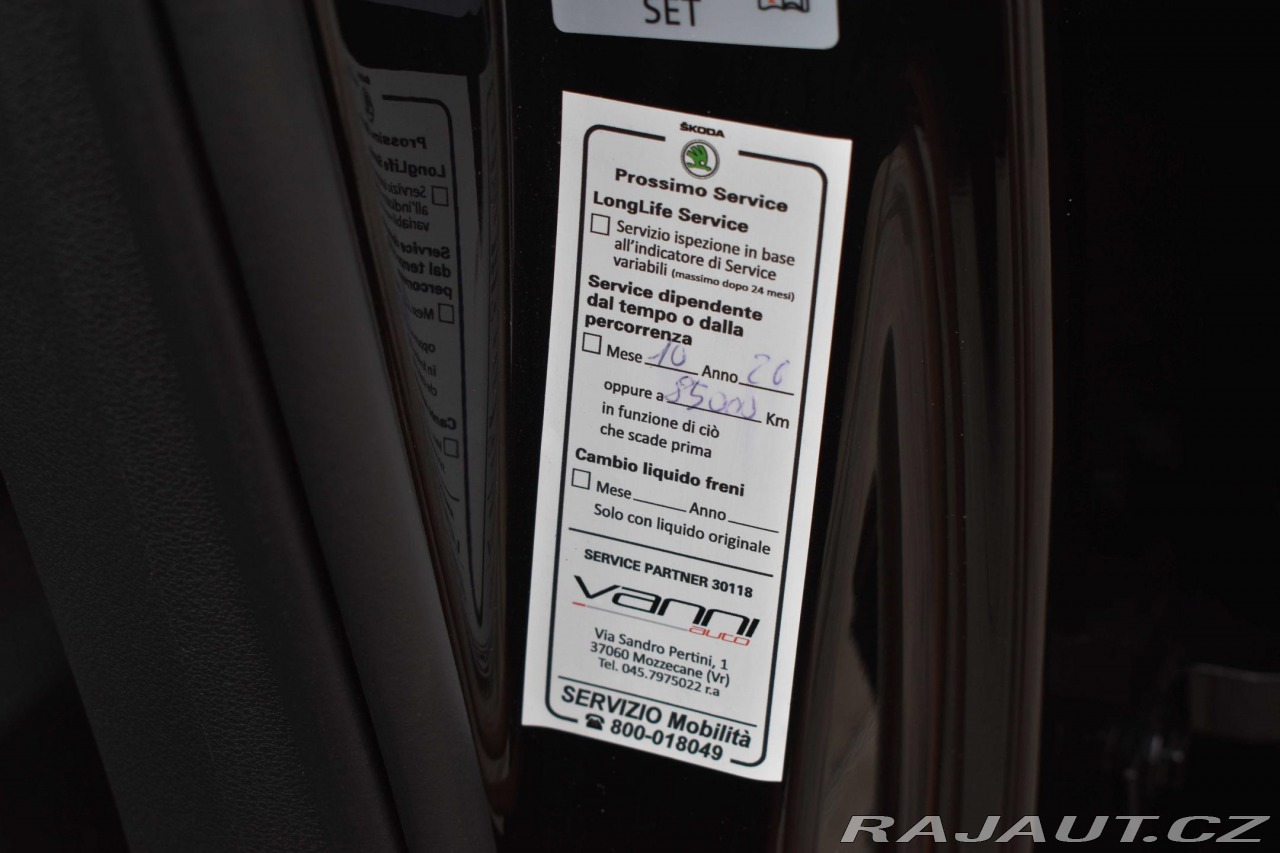 SET
ŠKODA
Prossimo Service
LongLife Service
Servizio ispezione in base
all'indicatore di Service
variabili (massimo dopo 24 mesi)
Service dipendente
dal tempo o dalla
percorrenza
Mese 10 Anno 26
oppure a 85000 Km
in funzione di ciò
che scade prima
Cambio liquido freni
Mese Anno
Solo con liquido originale
SERVICE PARTNER 30118
vanni
auto
Via Sandro Pertini, 1
37060 Mozzecane (Vr)
Tel. 045.7975022 r.a
SERVIZIO Mobilità
☎ 800-018049
RAJAUT.CZ